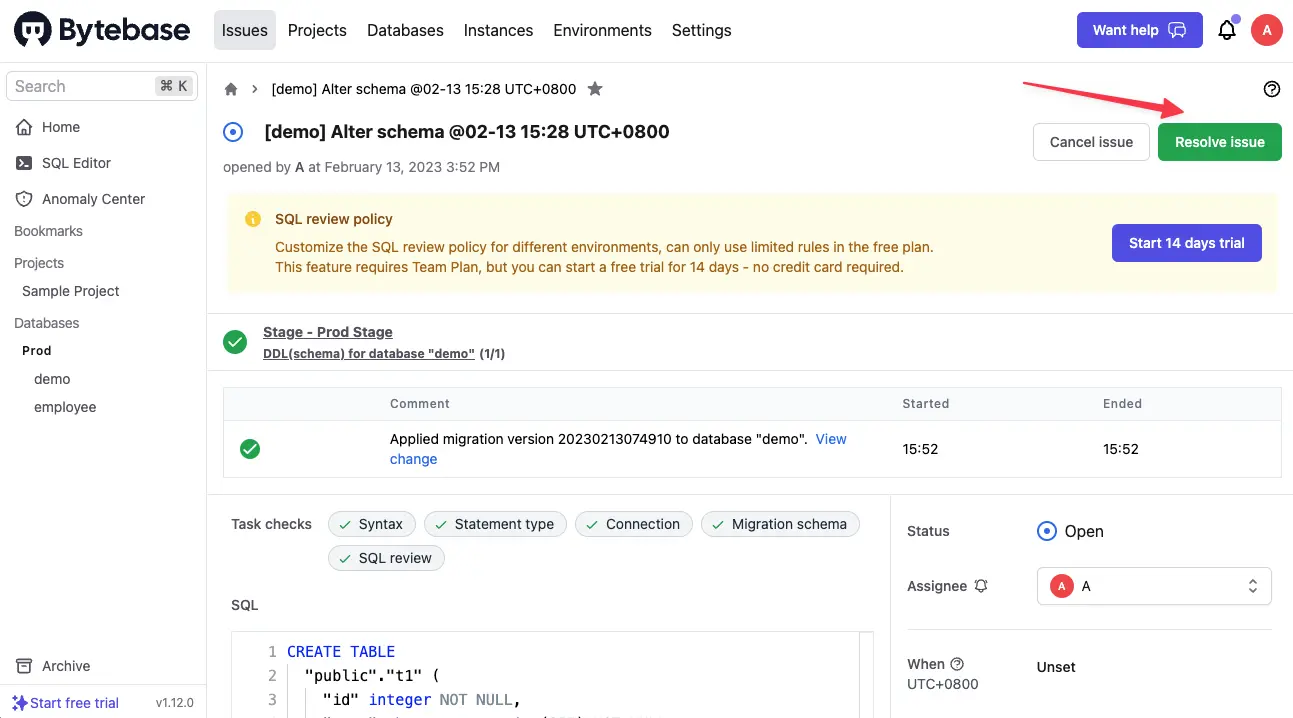 Bytebase
Issues
Projects
Databases
Instances
Environments
Settings
Want help
A
Search
⌘ K
Home
SQL Editor
Anomaly Center
Bookmarks
Projects
Sample Project
Databases
Prod
demo
employee
Archive
Start free trial
v1.12.0
[demo] Alter schema @02-13 15:28 UTC+0800
[demo] Alter schema @02-13 15:28 UTC+0800
opened by A at February 13, 2023 3:52 PM
Cancel issue
Resolve issue
SQL review policy
Customize the SQL review policy for different environments, can only use limited rules in the free plan.
This feature requires Team Plan, but you can start a free trial for 14 days - no credit card required.
Start 14 days trial
Stage - Prod Stage
DDL(schema) for database "demo" (1/1)
Comment
Started
Ended
Applied migration version 20230213074910 to database "demo". View
change
15:52
15:52
Task checks
Syntax
Statement type
Connection
Migration schema
SQL review
SQL
1 CREATE TABLE
2 "public"."t1" (
3 "id" integer NOT NULL,
Status
Open
Assignee
A
A
When
UTC+0800
Unset